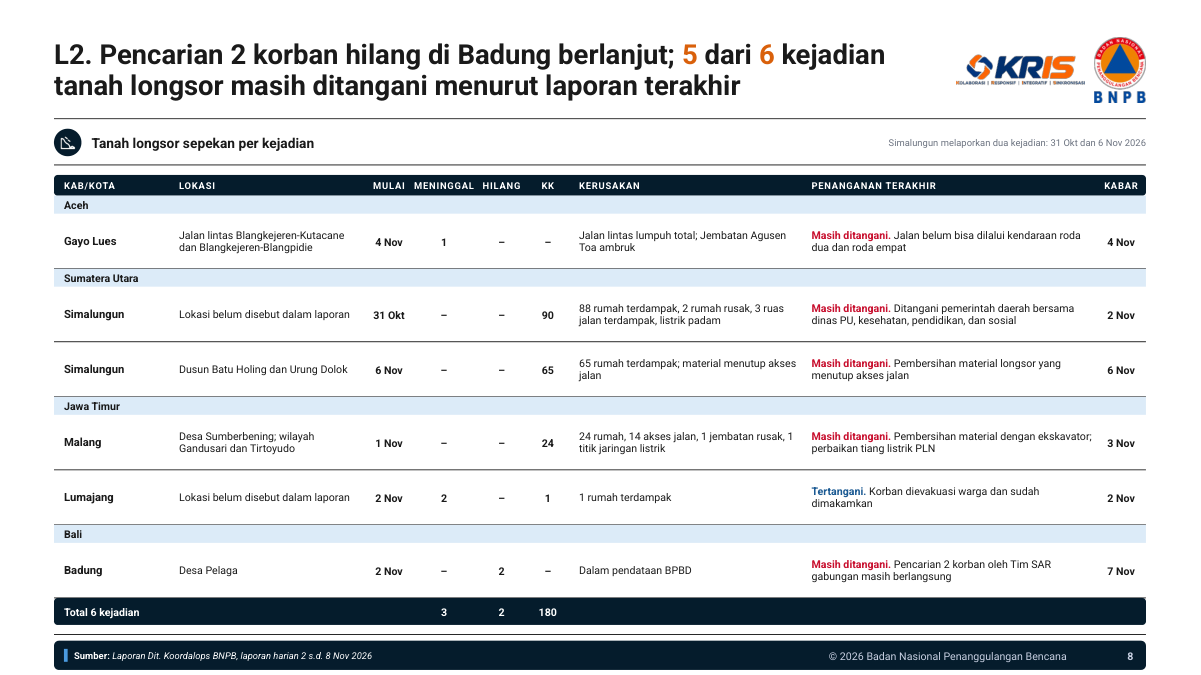 L2. Pencarian 2 korban hilang di Badung berlanjut; 5 dari 6 kejadian
tanah longsor masih ditangani menurut laporan terakhir
KRIS
KOLABORASI | RESPONSIF | INTEGRATIF | SINKRONISASI
BADAN NASIONAL
PENANGGULANGAN BENCANA
BNPB
Tanah longsor sepekan per kejadian
Simalungun melaporkan dua kejadian: 31 Okt dan 6 Nov 2026
KAB/KOTA LOKASI MULAI MENINGGAL HILANG KK KERUSAKAN PENANGANAN TERAKHIR KABAR
Aceh
Gayo Lues
Jalan lintas Blangkejeren-Kutacane
dan Blangkejeren-Blangpidie
4 Nov 1 – –
Jalan lintas lumpuh total; Jembatan Agusen
Toa ambruk
Masih ditangani. Jalan belum bisa dilalui kendaraan roda
dua dan roda empat
4 Nov
Sumatera Utara
Simalungun
Lokasi belum disebut dalam laporan
31 Okt – – 90
88 rumah terdampak, 2 rumah rusak, 3 ruas
jalan terdampak, listrik padam
Masih ditangani. Ditangani pemerintah daerah bersama
dinas PU, kesehatan, pendidikan, dan sosial
2 Nov
Simalungun
Dusun Batu Holing dan Urung Dolok
6 Nov – – 65
65 rumah terdampak; material menutup akses
jalan
Masih ditangani. Pembersihan material longsor yang
menutup akses jalan
6 Nov
Jawa Timur
Malang
Desa Sumberbening; wilayah
Gandusari dan Tirtoyudo
1 Nov – – 24
24 rumah, 14 akses jalan, 1 jembatan rusak, 1
titik jaringan listrik
Masih ditangani. Pembersihan material dengan ekskavator;
perbaikan tiang listrik PLN
3 Nov
Lumajang
Lokasi belum disebut dalam laporan
2 Nov 2 – 1
1 rumah terdampak
Tertangani. Korban dievakuasi warga dan sudah
dimakamkan
2 Nov
Bali
Badung
Desa Pelaga
2 Nov – 2 –
Dalam pendataan BPBD
Masih ditangani. Pencarian 2 korban oleh Tim SAR
gabungan masih berlangsung
7 Nov
Total 6 kejadian 3 2 180
Sumber: Laporan Dit. Koordalops BNPB, laporan harian 2 s.d. 8 Nov 2026
© 2026 Badan Nasional Penanggulangan Bencana
8